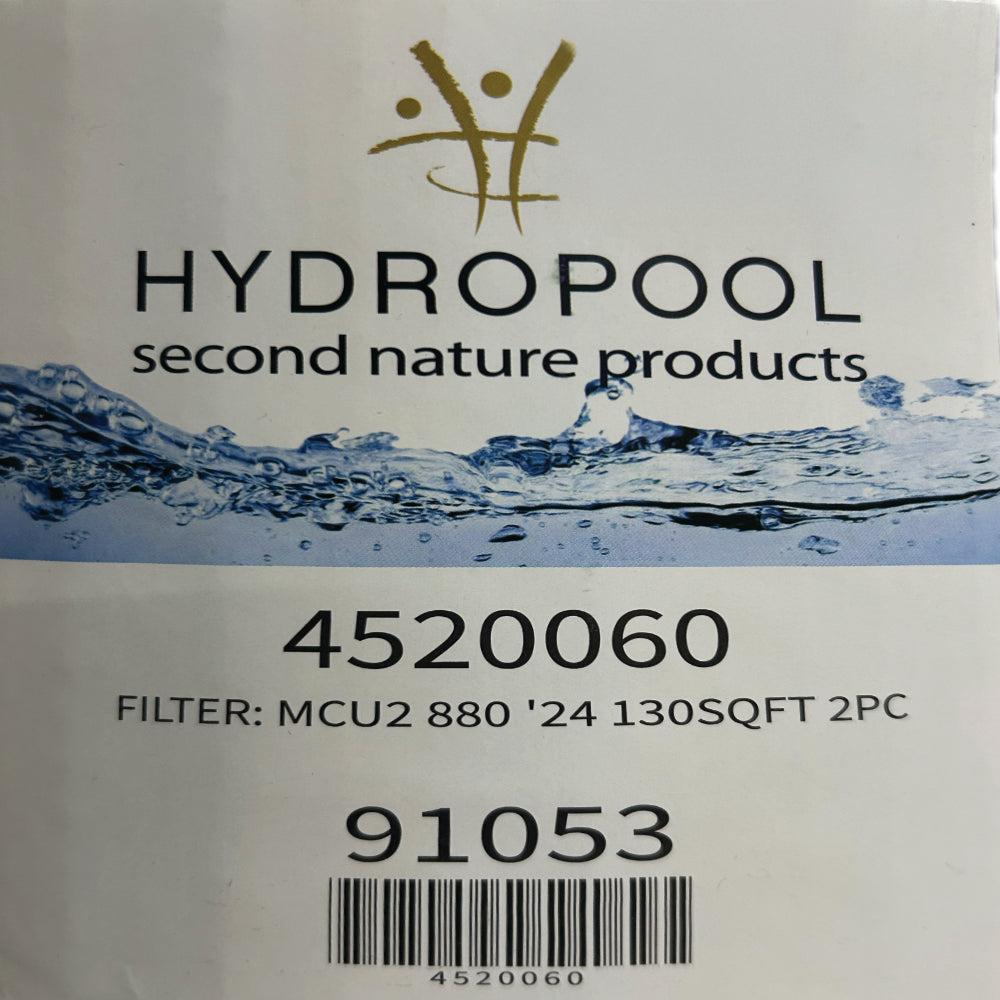 HYDROPOOL
second nature products
4520060
FILTER: MCU2 880 '24 130SQFT 2PC
91053
4520060